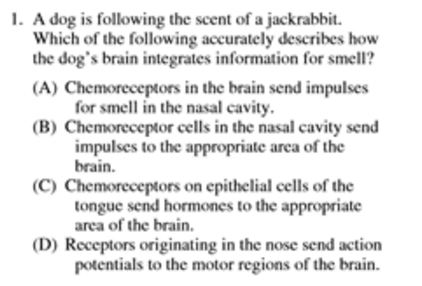 1. A dog is following the scent of a jackrabbit.
Which of the following accurately describes how
the dog's brain integrates information for smell?
(A) Chemoreceptors in the brain send impulses
for smell in the nasal cavity.
(B) Chemoreceptor cells in the nasal cavity send
impulses to the appropriate area of the
brain.
(C) Chemoreceptors on epithelial cells of the
tongue send hormones to the appropriate
area of the brain.
(D) Receptors originating in the nose send action
potentials to the motor regions of the brain.